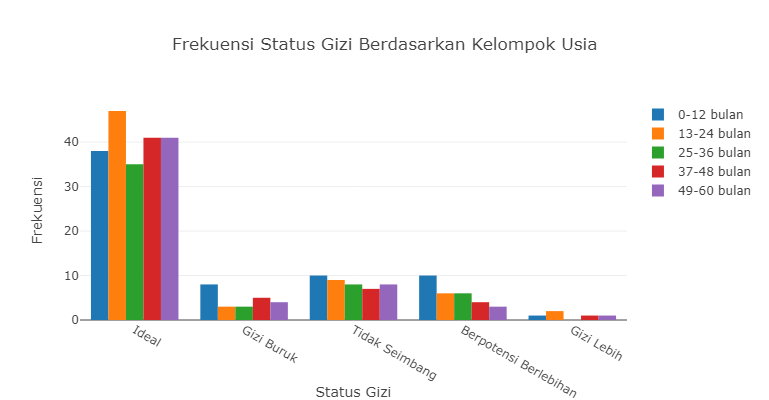 Frekuensi Status Gizi Berdasarkan Kelompok Usia
0-12 bulan
13-24 bulan
25-36 bulan
37-48 bulan
49-60 bulan
Frekuensi
40
30
20
10
0
Ideal
Gizi Buruk
Tidak Seimbang
Berpotensi Berlebihan
Gizi Lebih
Status Gizi